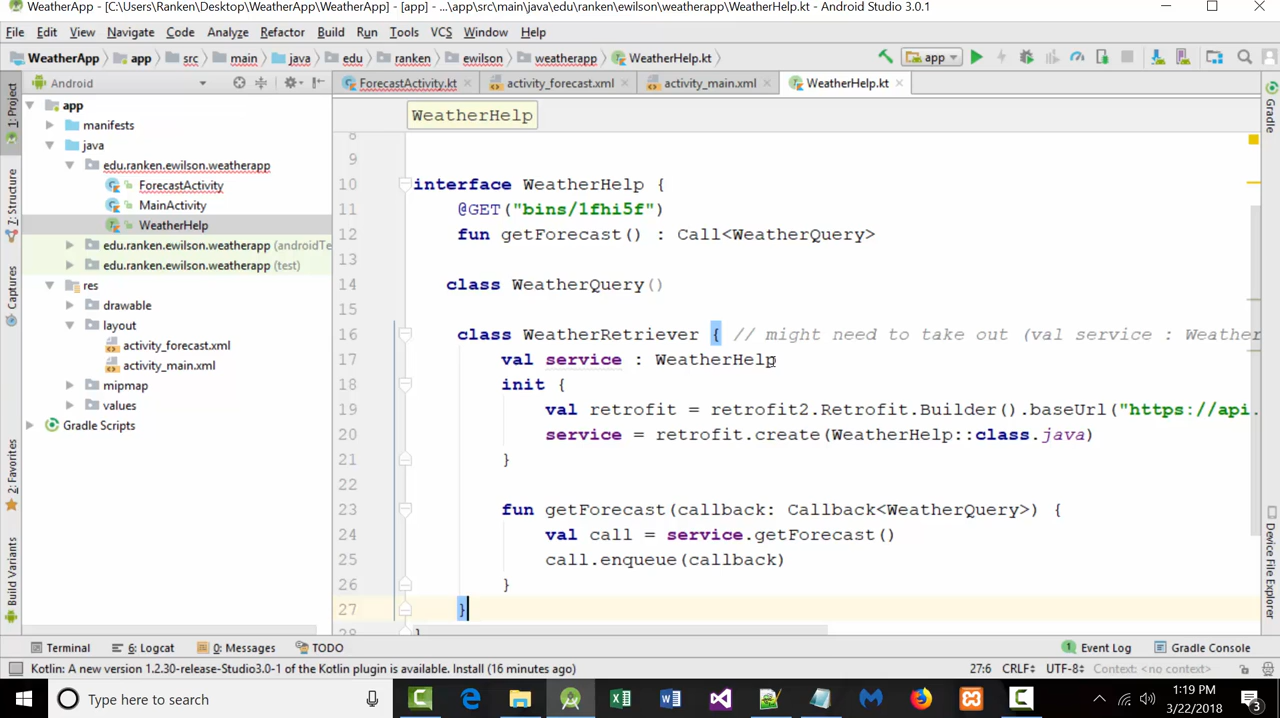 WeatherApp - [C:\Users\Ranken\Desktop\WeatherApp\WeatherApp] - [app] - ...\app\src\main\java\edu\ranken\ewilson\weatherapp\WeatherHelp.kt - Android Studio 3.0.1
File Edit View Navigate Code Analyze Refactor Build Run Tools VCS Window Help
WeatherApp app src main java edu ranken ewilson weatherapp WeatherHelp.kt app
Android ForecastActivity.kt activity_forecast.xml activity_main.xml WeatherHelp.kt
1: Project
7: Structure
Captures
2: Favorites
Build Variants
app
manifests
java
edu.ranken.ewilson.weatherapp
ForecastActivity
MainActivity
WeatherHelp
edu.ranken.ewilson.weatherapp (androidTe
edu.ranken.ewilson.weatherapp (test)
res
drawable
layout
activity_forecast.xml
activity_main.xml
mipmap
values
Gradle Scripts
WeatherHelp
8
9
10 interface WeatherHelp {
11 @GET("bins/1fhi5f")
12 fun getForecast() : Call<WeatherQuery>
13
14 class WeatherQuery()
15
16 class WeatherRetriever { // might need to take out (val service : Weather
17 val service : WeatherHelp
18 init {
19 val retrofit = retrofit2.Retrofit.Builder().baseUrl("https://api.
20 service = retrofit.create(WeatherHelp::class.java)
21 }
22
23 fun getForecast(callback: Callback<WeatherQuery>) {
24 val call = service.getForecast()
25 call.enqueue(callback)
26 }
27 }
28 }
Gradle
Device File Explorer
Terminal 6: Logcat 0: Messages TODO Event Log Gradle Console
Kotlin: A new version 1.2.30-release-Studio3.0-1 of the Kotlin plugin is available. Install (16 minutes ago) 27:6 CRLF UTF-8 Context: <no context>
Type here to search
1:19 PM
3/22/2018
3